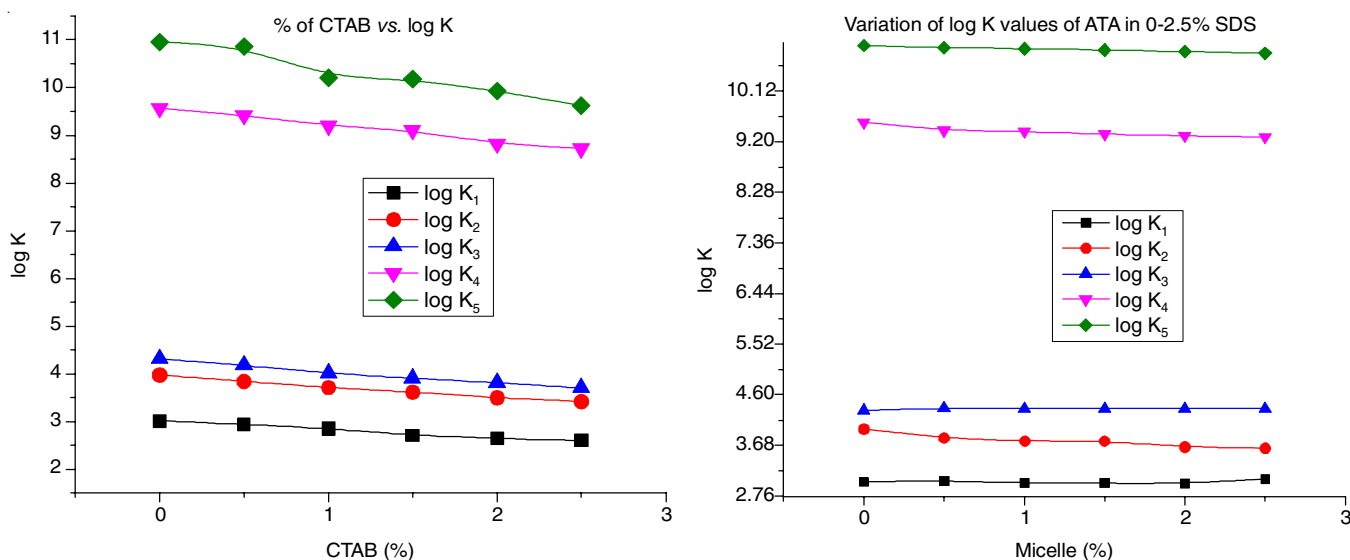 % of CTAB vs. log K
11
10
9
8
7
6
5
4
3
2
log K
log K₁
log K₂
log K₃
log K₄
log K₅
0
1
2
3
CTAB (%)
Variation of log K values of ATA in 0-2.5% SDS
10.12
9.20
8.28
7.36
6.44
5.52
4.60
3.68
2.76
log K
log K₁
log K₂
log K₃
log K₄
log K₅
0
1
2
3
Micelle (%)